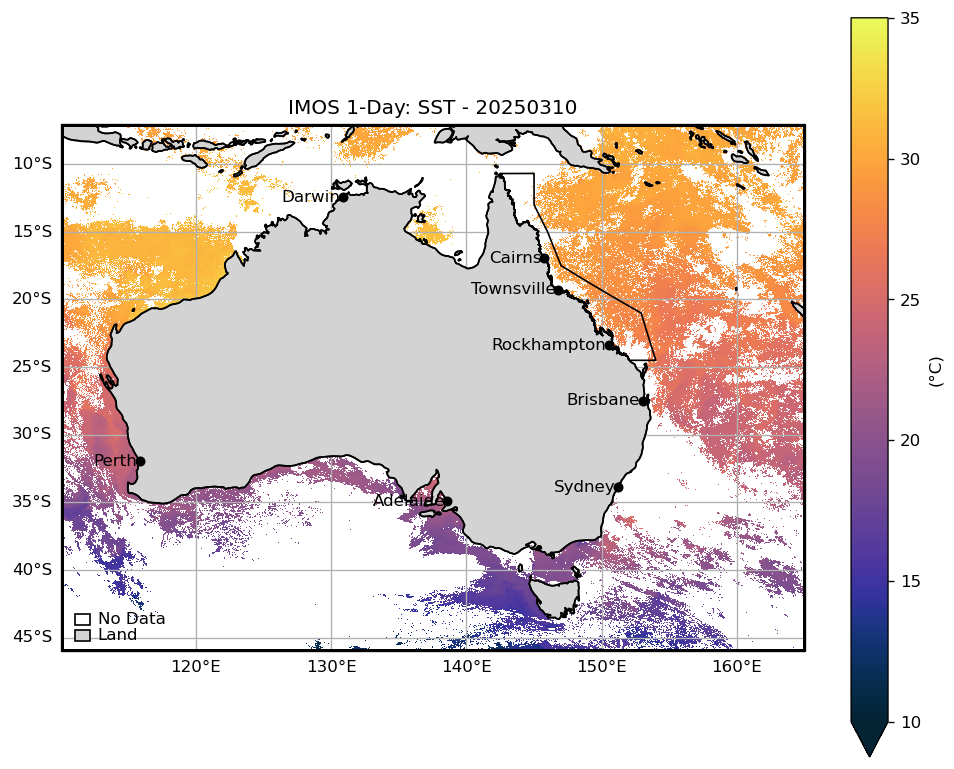 IMOS 1-Day: SST - 20250310
35
30
25
20
15
10
(°C)
10°S
15°S
20°S
25°S
30°S
35°S
40°S
45°S
Darwin
Cairns
Townsville
Rockhampton
Brisbane
Perth
Sydney
Adelaide
No Data
Land
120°E
130°E
140°E
150°E
160°E